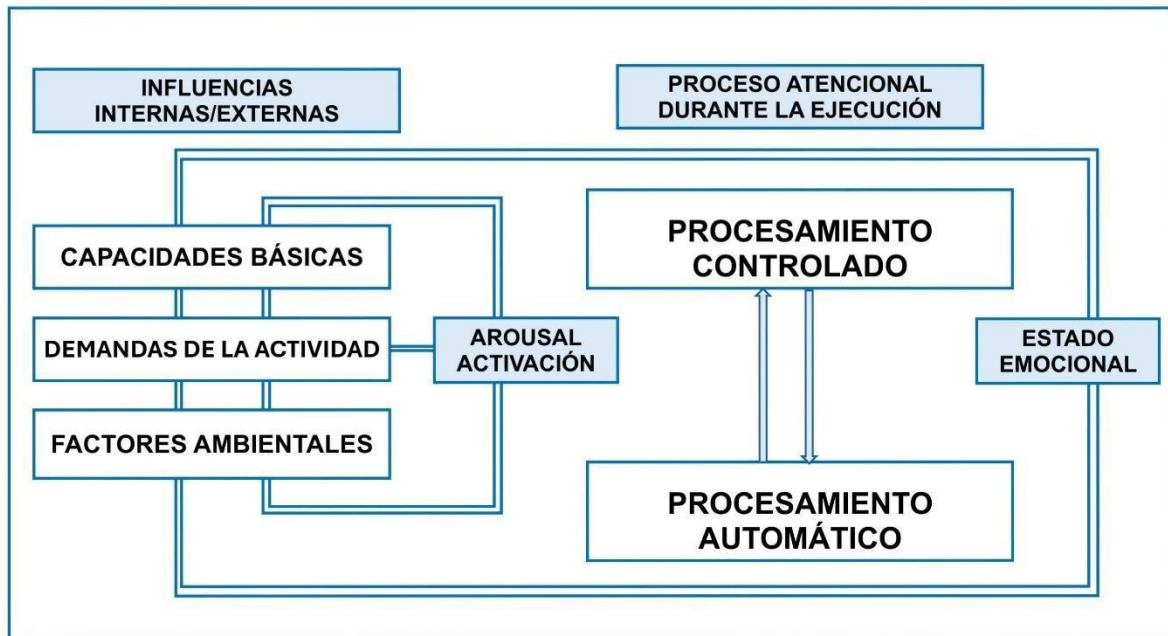 INFLUENCIAS
INTERNAS/EXTERNAS
PROCESO ATENCIONAL
DURANTE LA EJECUCIÓN
CAPACIDADES BÁSICAS
DEMANDAS DE LA ACTIVIDAD
FACTORES AMBIENTALES
AROUSAL
ACTIVACIÓN
PROCESAMIENTO
CONTROLADO
PROCESAMIENTO
AUTOMÁTICO
ESTADO
EMOCIONAL